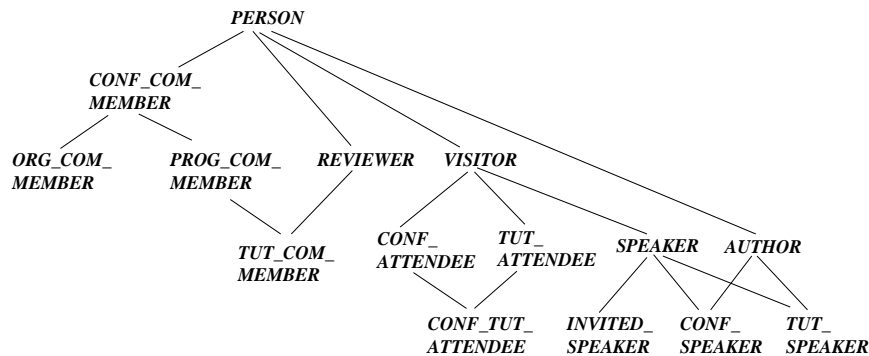 PERSON
CONF_COM_
MEMBER
ORG_COM_
MEMBER
PROG_COM_
MEMBER
REVIEWER
VISITOR
TUT_COM_
MEMBER
CONF_
ATTENDEE
TUT_
ATTENDEE
SPEAKER
AUTHOR
CONF_TUT_
ATTENDEE
INVITED_
SPEAKER
CONF_
SPEAKER
TUT_
SPEAKER